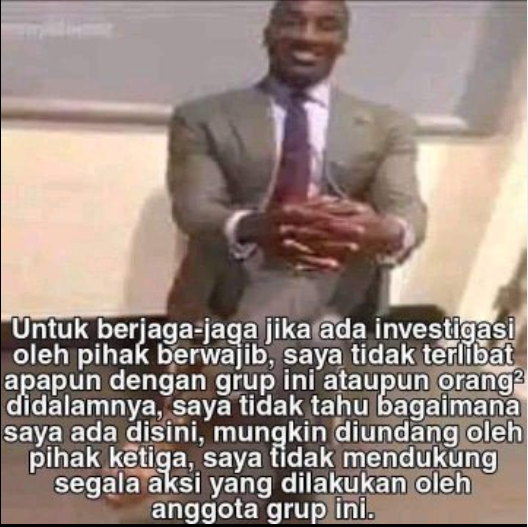 Untuk berjaga-jaga jika ada investigasi
oleh pihak berwajib, saya tidak terlibat
apapun dengan grup ini ataupun orang²
didalamnya, saya tidak tahu bagaimana
saya ada disini, mungkin diundang oleh
pihak ketiga, saya tidak mendukung
segala aksi yang dilakukan oleh
anggota grup ini.